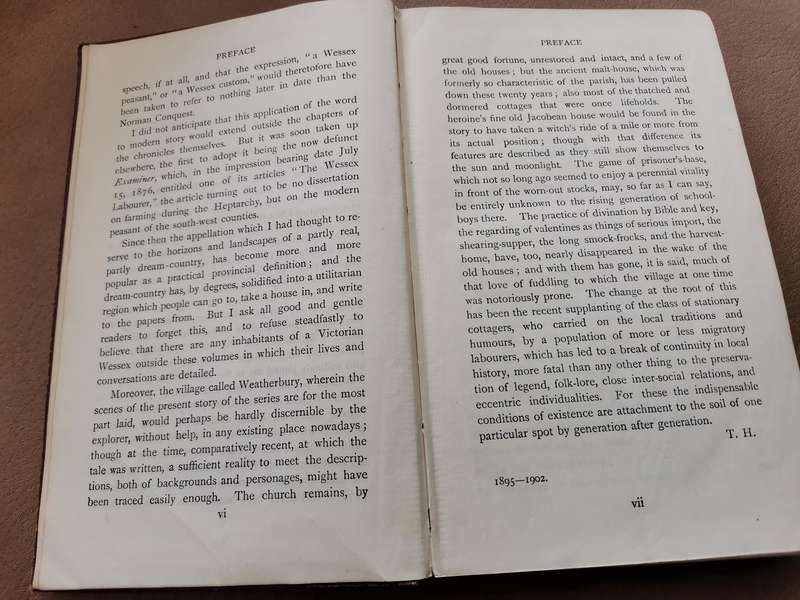 PREFACE
speech, if at all, and that the expression, "a Wessex
peasant," or "a Wessex custom," would theretofore have
been taken to refer to nothing later in date than the
Norman Conquest.
I did not anticipate that this application of the word
to modern story would extend outside the chapters of
the chronicles themselves. But it was soon taken up
elsewhere, the first to adopt it being the now defunct
Examiner, which, in the impression bearing date July
15, 1876, entitled one of its articles "The Wessex
Labourer," the article turning out to be no dissertation
on farming during the Heptarchy, but on the modern
peasant of the south-west counties.
Since then the appellation which I had thought to re-
serve to the horizons and landscapes of a partly real,
partly dream-country, has become more and more
popular as a practical provincial definition; and the
dream-country has, by degrees, solidified into a utilitarian
region which people can go to, take a house in, and write
to the papers from. But I ask all good and gentle
readers to forget this, and to refuse steadfastly to
believe that there are any inhabitants of a Victorian
Wessex outside these volumes in which their lives and
conversations are detailed.
Moreover, the village called Weatherbury, wherein the
scenes of the present story of the series are for the most
part laid, would perhaps be hardly discernible by the
explorer, without help, in any existing place nowadays;
though at the time, comparatively recent, at which the
tale was written, a sufficient reality to meet the descrip-
tions, both of backgrounds and personages, might have
been traced easily enough. The church remains, by
vi
PREFACE
great good fortune, unrestored and intact, and a few of
the old houses; but the ancient malt-house, which was
formerly so characteristic of the parish, has been pulled
down these twenty years; also most of the thatched and
dormered cottages that were once lifeholds. The
heroine's fine old Jacobean house would be found in the
story to have taken a witch's ride of a mile or more from
its actual position; though with that difference its
features are described as they still show themselves to
the sun and moonlight. The game of prisoner's-base,
which not so long ago seemed to enjoy a perennial vitality
in front of the worn-out stocks, may, so far as I can say,
be entirely unknown to the rising generation of school-
boys there. The practice of divination by Bible and key,
the regarding of valentines as things of serious import, the
shearing-supper, the long smock-frocks, and the harvest-
home, have, too, nearly disappeared in the wake of the
old houses; and with them has gone, it is said, much of
that love of fuddling to which the village at one time
was notoriously prone. The change at the root of this
has been the recent supplanting of the class of stationary
cottagers, who carried on the local traditions and
humours, by a population of more or less migratory
labourers, which has led to a break of continuity in local
history, more fatal than any other thing to the preserva-
tion of legend, folk-lore, close inter-social relations, and
eccentric individualities. For these the indispensable
conditions of existence are attachment to the soil of one
particular spot by generation after generation.
T. H.
1895—1902.
vii